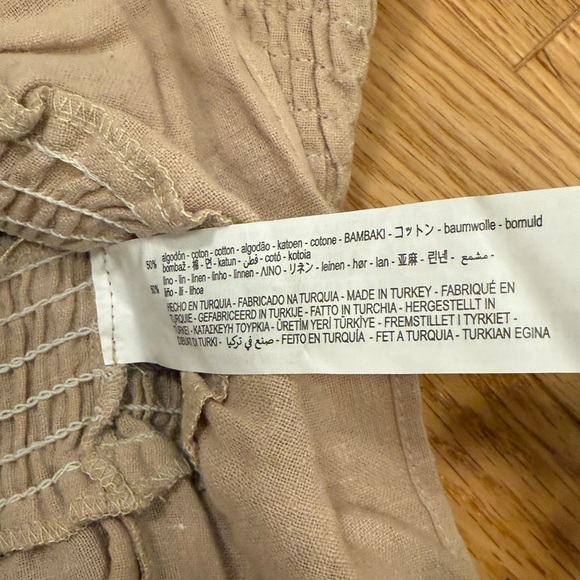 50% algodón - coton - cotton - algodão - katoen - cotone - BAMBAKI - コットン - baumwolle - bomuld
bombaž - 棉 - 면 - katun - قطن - cotó - kotoia
50% lino - lin - linen - linho - linnen - ΛΙΝΟ - リネン - leinen - hør - lan - 亚麻 - 린넨 - مشمع -
liño - lli - lihoa
HECHO EN TURQUIA - FABRICADO NA TURQUIA - MADE IN TURKEY - FABRIQUÉ EN
TURQUIE - GEFABRICEERD IN TURKIJE - FATTO IN TURCHIA - HERGESTELLT IN
TÜRKEI - ΚΑΤΑΣΚΕΥΗ ΤΟΥΡΚΙΑ - ÜRETİM YERİ TÜRKİYE - FREMSTILLET I TYRKIET -
DIBUAT DI TURKI - صنع في تركيا - FEITO EN TURQUÍA - FET A TURQUIA - TURKIAN EGINA